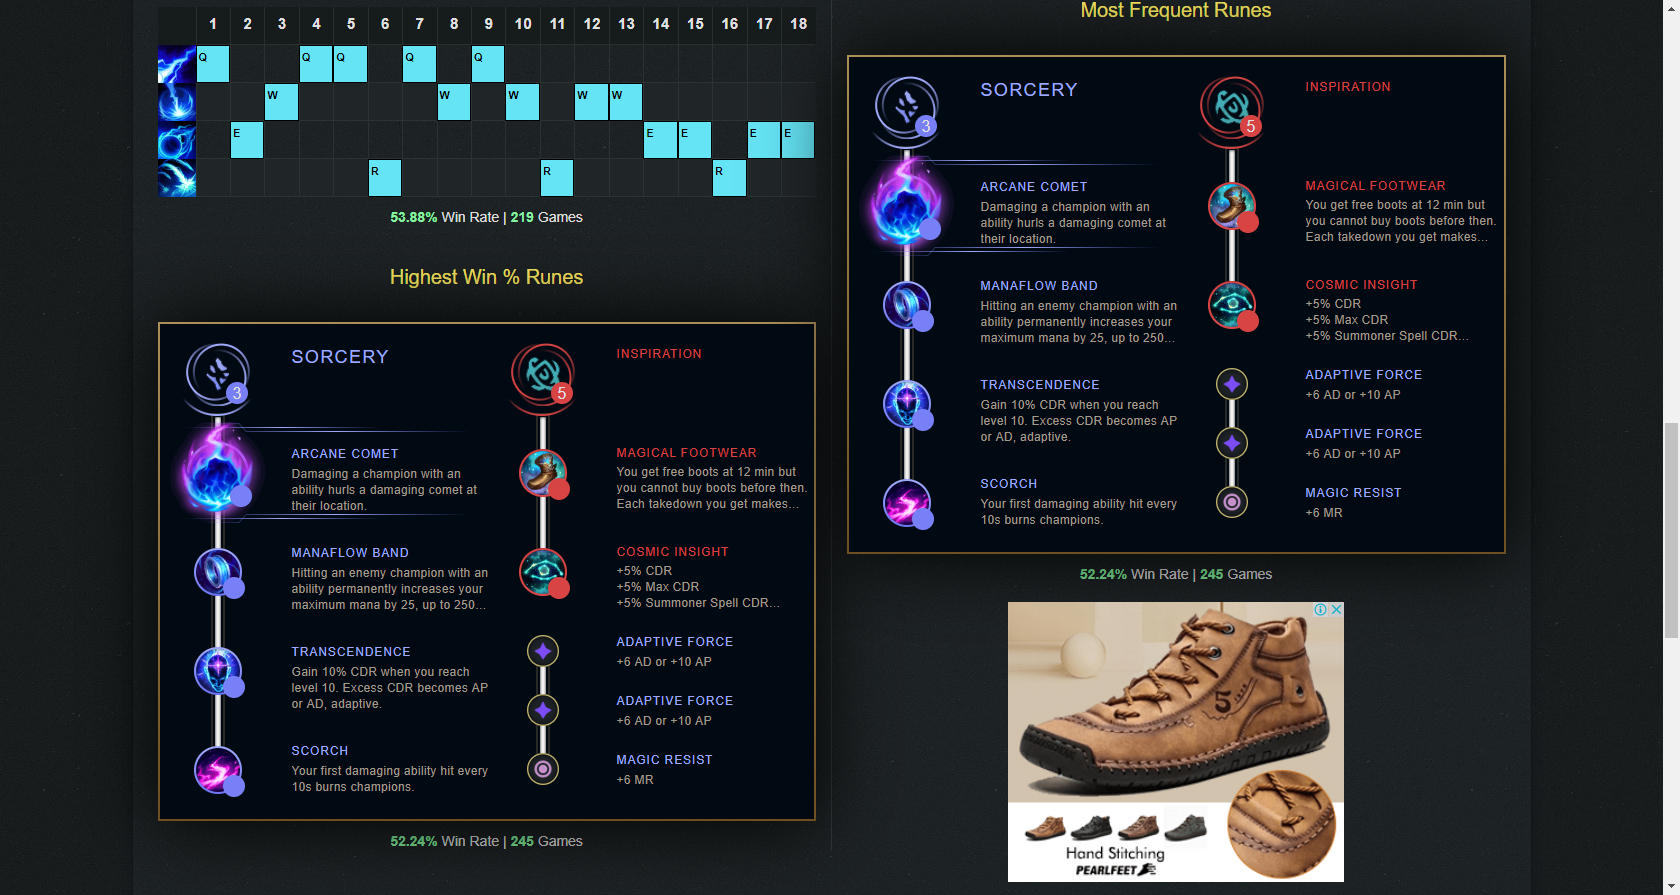 1 2 3 4 5 6 7 8 9 10 11 12 13 14 15 16 17 18
Q Q Q Q Q
W W W W W
E E E E E
R R R
53.88% Win Rate | 219 Games
Highest Win % Runes
3
SORCERY
ARCANE COMET
Damaging a champion with an
ability hurls a damaging comet at
their location.
MANAFLOW BAND
Hitting an enemy champion with an
ability permanently increases your
maximum mana by 25, up to 250...
TRANSCENDENCE
Gain 10% CDR when you reach
level 10. Excess CDR becomes AP
or AD, adaptive.
SCORCH
Your first damaging ability hit every
10s burns champions.
5
INSPIRATION
MAGICAL FOOTWEAR
You get free boots at 12 min but
you cannot buy boots before then.
Each takedown you get makes...
COSMIC INSIGHT
+5% CDR
+5% Max CDR
+5% Summoner Spell CDR...
ADAPTIVE FORCE
+6 AD or +10 AP
ADAPTIVE FORCE
+6 AD or +10 AP
MAGIC RESIST
+6 MR
52.24% Win Rate | 245 Games
Most Frequent Runes
3
SORCERY
ARCANE COMET
Damaging a champion with an
ability hurls a damaging comet at
their location.
MANAFLOW BAND
Hitting an enemy champion with an
ability permanently increases your
maximum mana by 25, up to 250...
TRANSCENDENCE
Gain 10% CDR when you reach
level 10. Excess CDR becomes AP
or AD, adaptive.
SCORCH
Your first damaging ability hit every
10s burns champions.
5
INSPIRATION
MAGICAL FOOTWEAR
You get free boots at 12 min but
you cannot buy boots before then.
Each takedown you get makes...
COSMIC INSIGHT
+5% CDR
+5% Max CDR
+5% Summoner Spell CDR...
ADAPTIVE FORCE
+6 AD or +10 AP
ADAPTIVE FORCE
+6 AD or +10 AP
MAGIC RESIST
+6 MR
52.24% Win Rate | 245 Games
5
Hand Stitching
PEARLFEET